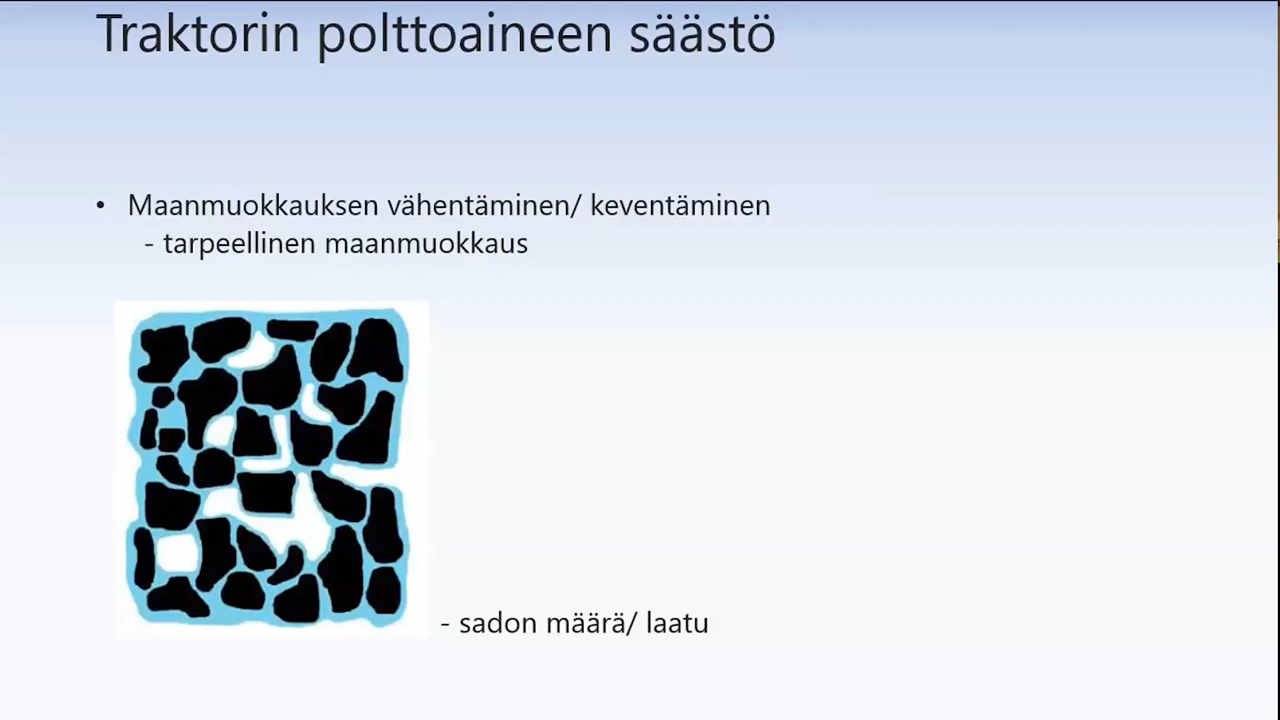 Traktorin polttoaineen säästö
• Maanmuokkauksen vähentäminen/ keventäminen
- tarpeellinen maanmuokkaus
- sadon määrä/ laatu